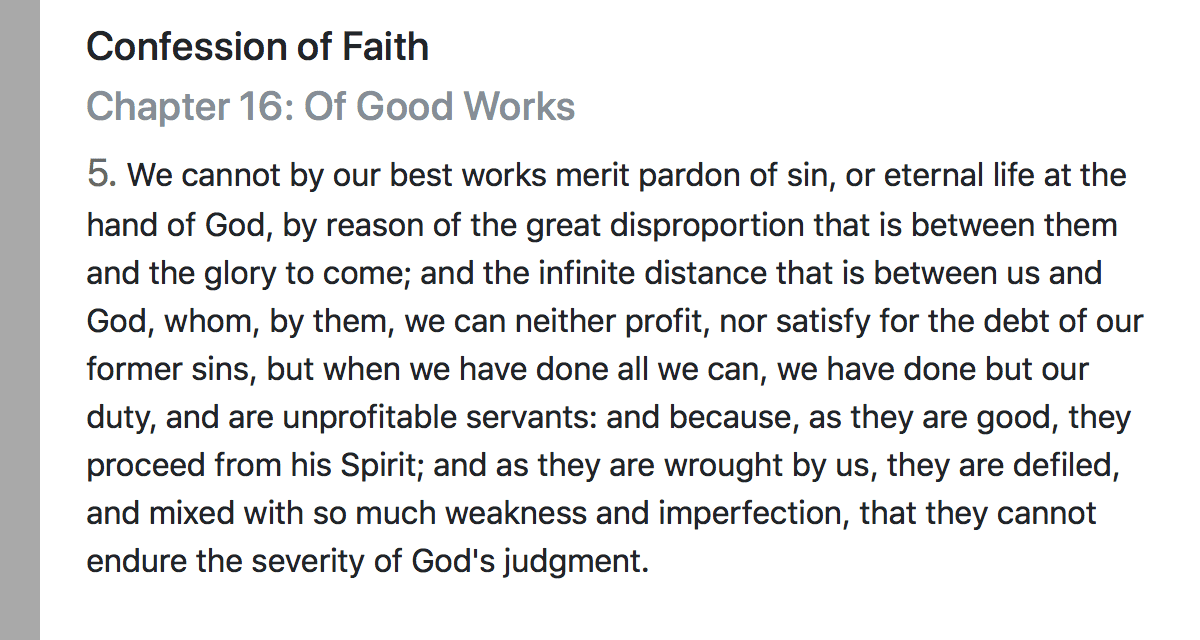 Confession of Faith
Chapter 16: Of Good Works
5. We cannot by our best works merit pardon of sin, or eternal life at the
hand of God, by reason of the great disproportion that is between them
and the glory to come; and the infinite distance that is between us and
God, whom, by them, we can neither profit, nor satisfy for the debt of our
former sins, but when we have done all we can, we have done but our
duty, and are unprofitable servants: and because, as they are good, they
proceed from his Spirit; and as they are wrought by us, they are defiled,
and mixed with so much weakness and imperfection, that they cannot
endure the severity of God's judgment.